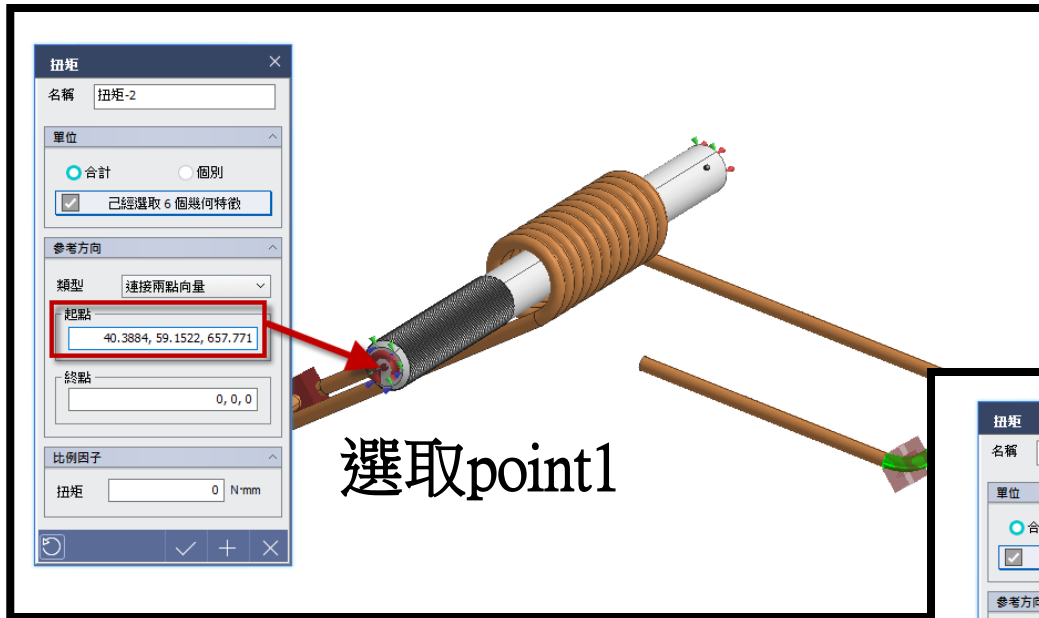 扭矩
名稱 扭矩-2
單位
合計 個別
己經選取 6 個幾何特徵
參考方向
類型 連接兩點向量
起點
40.3884, 59.1522, 657.771
終點
0, 0, 0
比例因子
扭矩 0 N·mm
選取point1
扭矩
名稱
單位
合
參考方向